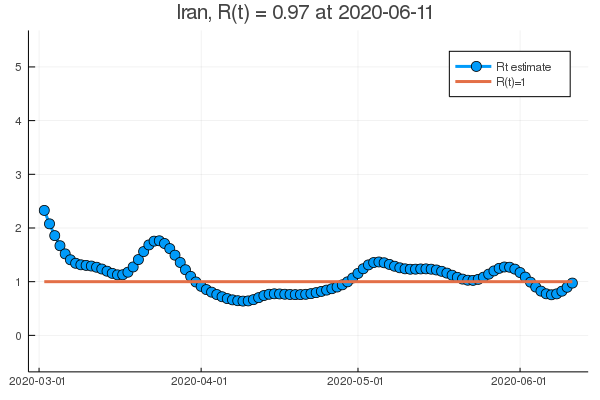 Iran, R(t) = 0.97 at 2020-06-11
5
4
3
2
1
0
Rt estimate
R(t)=1
2020-03-01 2020-04-01 2020-05-01 2020-06-01